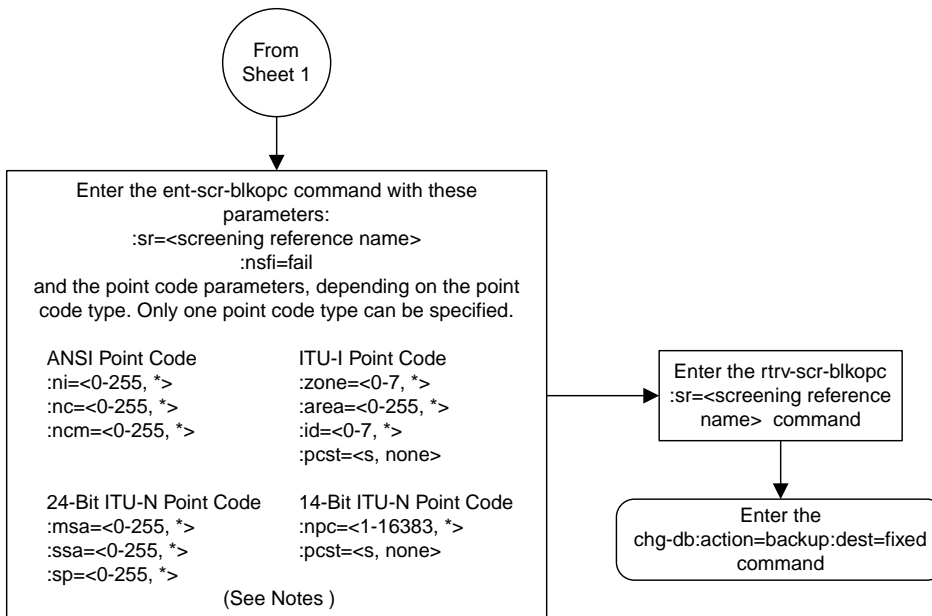 From
Sheet 1
Enter the ent-scr-blkopc command with these
parameters:
:sr=<screening reference name>
:nsfi=fail
and the point code parameters, depending on the point
code type. Only one point code type can be specified.
ANSI Point Code
:ni=<0-255, *>
:nc=<0-255, *>
:ncm=<0-255, *>
ITU-I Point Code
:zone=<0-7, *>
:area=<0-255, *>
:id=<0-7, *>
:pcst=<s, none>
24-Bit ITU-N Point Code
:msa=<0-255, *>
:ssa=<0-255, *>
:sp=<0-255, *>
14-Bit ITU-N Point Code
:npc=<1-16383, *>
:pcst=<s, none>
(See Notes )
Enter the rtrv-scr-blkopc
:sr=<screening reference
name> command
Enter the
chg-db:action=backup:dest=fixed
command